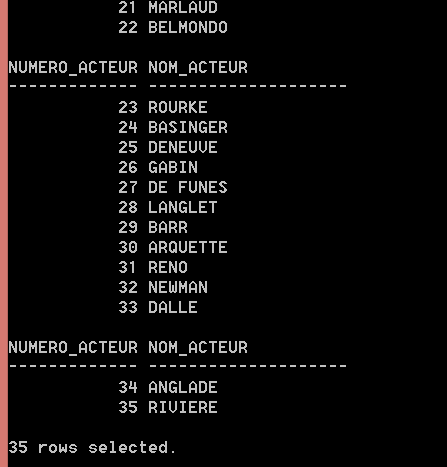 21 MARLAUD
22 BELMONDO
NUMERO_ACTEUR NOM_ACTEUR
------------- --------------------
23 ROURKE
24 BASINGER
25 DENEUVE
26 GABIN
27 DE FUNES
28 LANGLET
29 BARR
30 ARQUETTE
31 RENO
32 NEWMAN
33 DALLE
NUMERO_ACTEUR NOM_ACTEUR
------------- --------------------
34 ANGLADE
35 RIVIERE
35 rows selected.